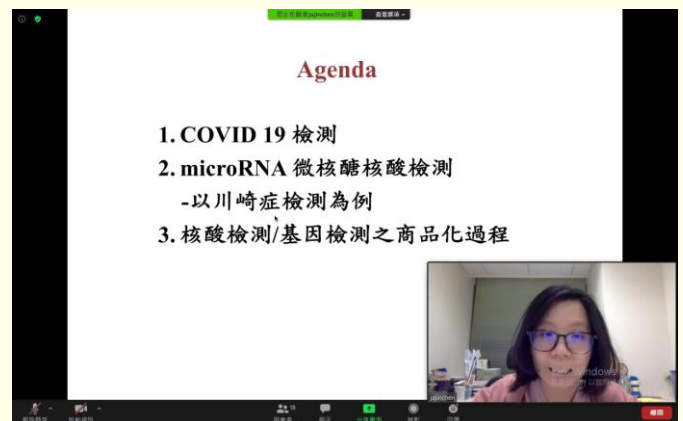 Agenda
1. COVID 19 檢測
2. microRNA 微核醣核酸檢測
-以川崎症檢測為例
3. 核酸檢測/基因檢測之商品化過程
離開